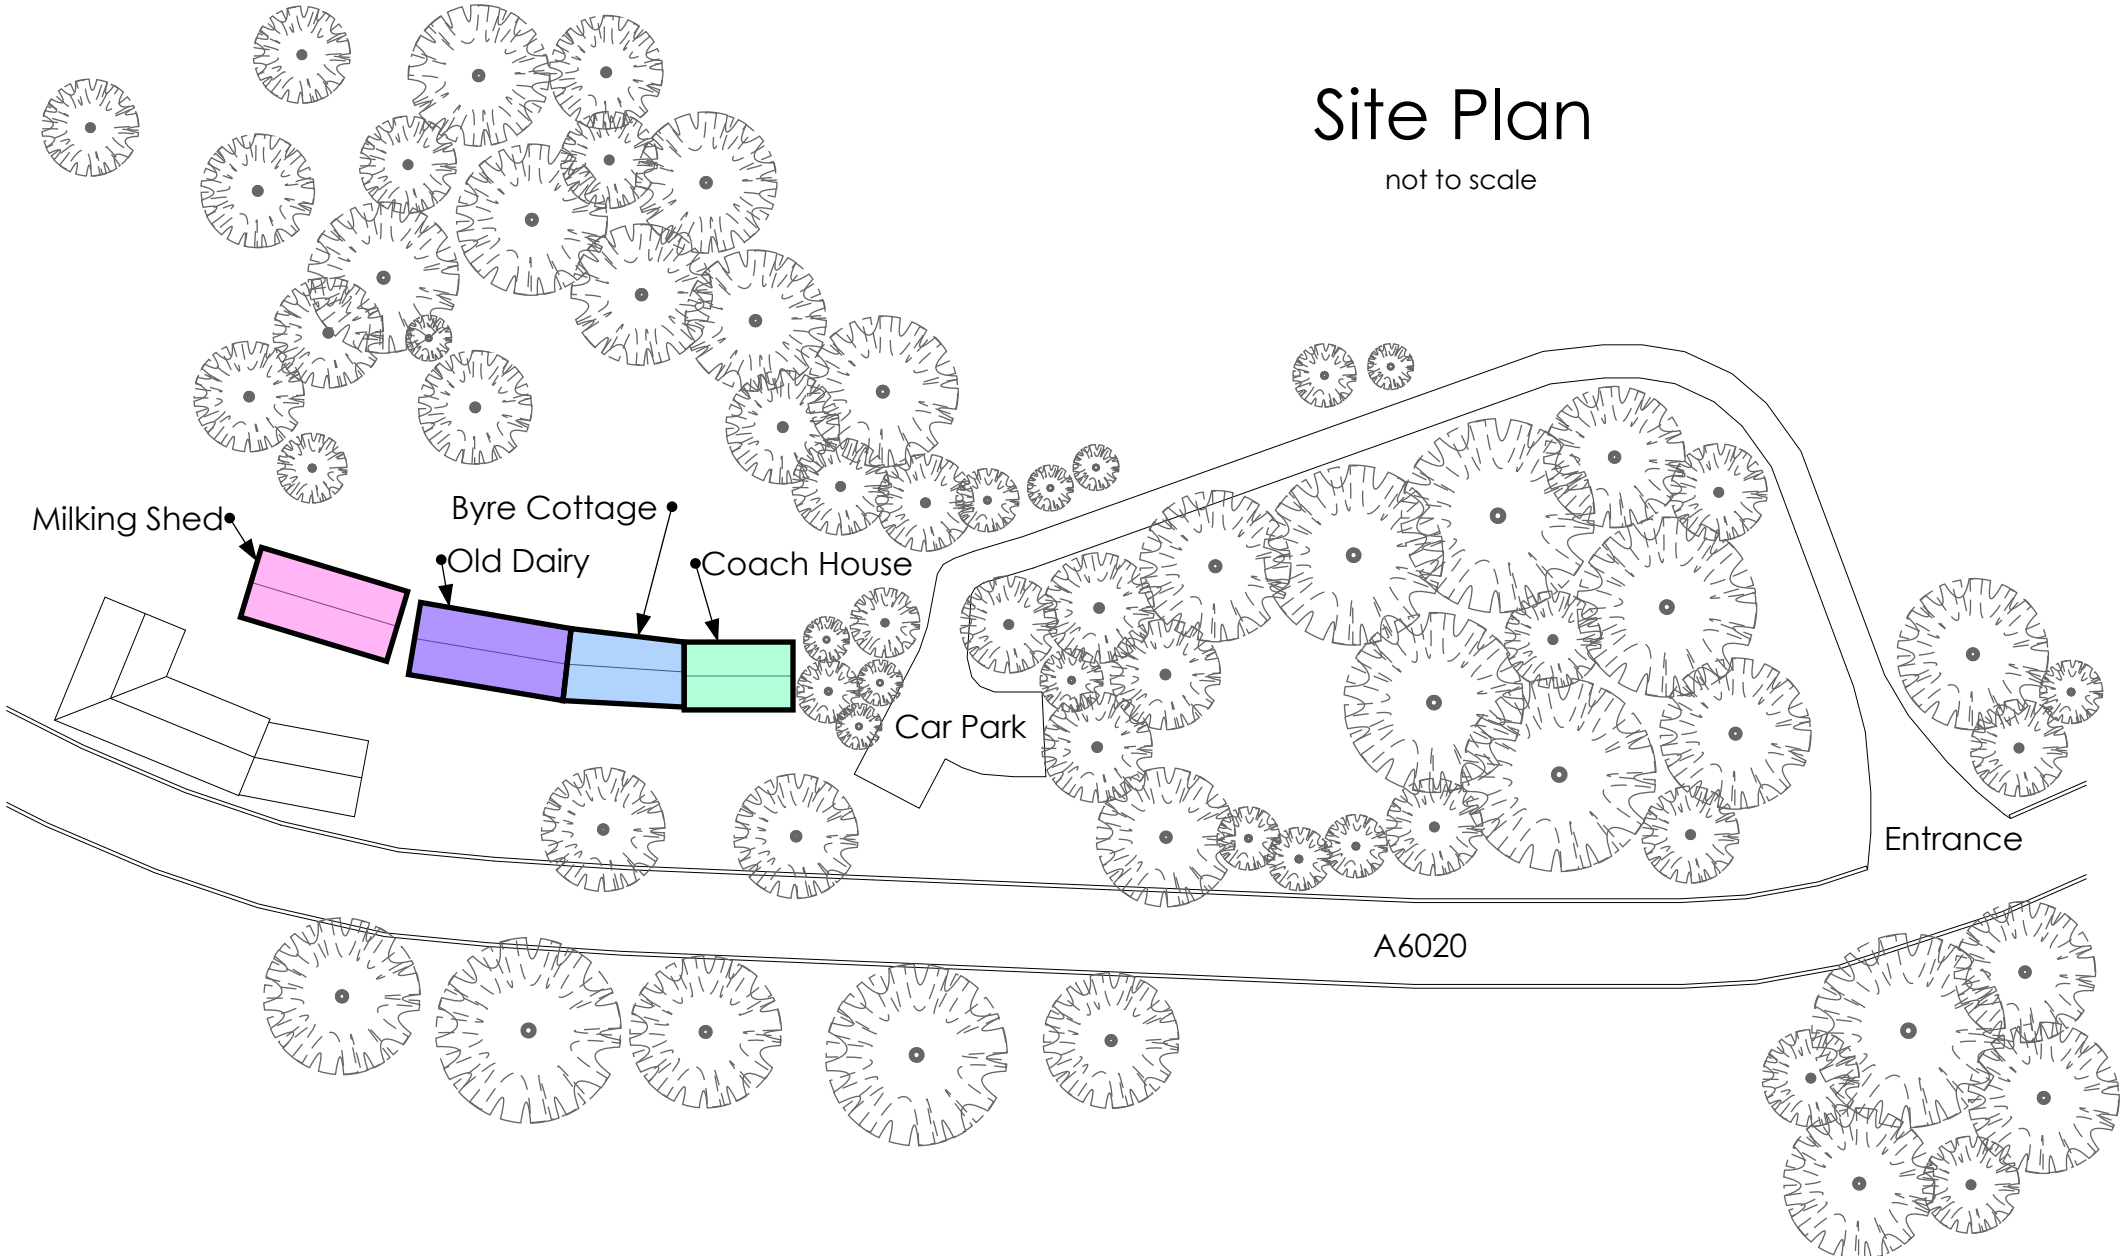 Site Plan
not to scale
Byre Cottage
Milking Shed
Old Dairy
Coach House
Car Park
Entrance
A6020